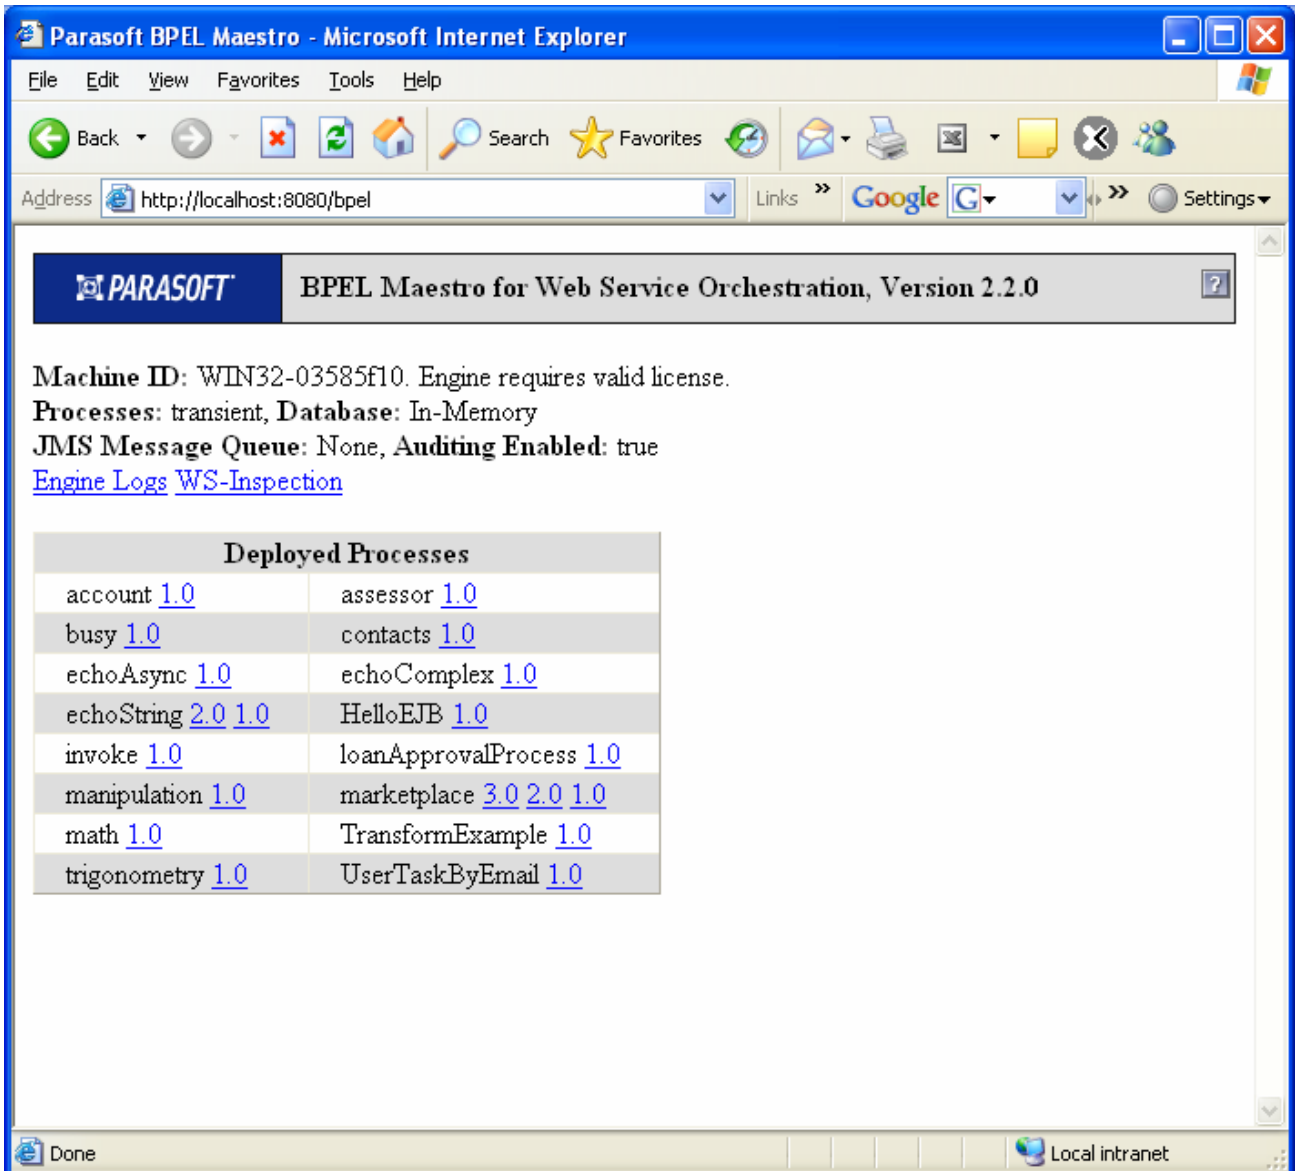 Parasoft BPEL Maestro - Microsoft Internet Explorer
File Edit View Favorites Tools Help
Back Search Favorites
Address http://localhost:8080/bpel Links » Google G » Settings
PARASOFT BPEL Maestro for Web Service Orchestration, Version 2.2.0 ?
Machine ID: WIN32-03585f10. Engine requires valid license.
Processes: transient, Database: In-Memory
JMS Message Queue: None, Auditing Enabled: true
Engine Logs WS-Inspection
Deployed Processes
account 1.0 assessor 1.0
busy 1.0 contacts 1.0
echoAsync 1.0 echoComplex 1.0
echoString 2.0 1.0 HelloEJB 1.0
invoke 1.0 loanApprovalProcess 1.0
manipulation 1.0 marketplace 3.0 2.0 1.0
math 1.0 TransformExample 1.0
trigonometry 1.0 UserTaskByEmail 1.0
Done Local intranet